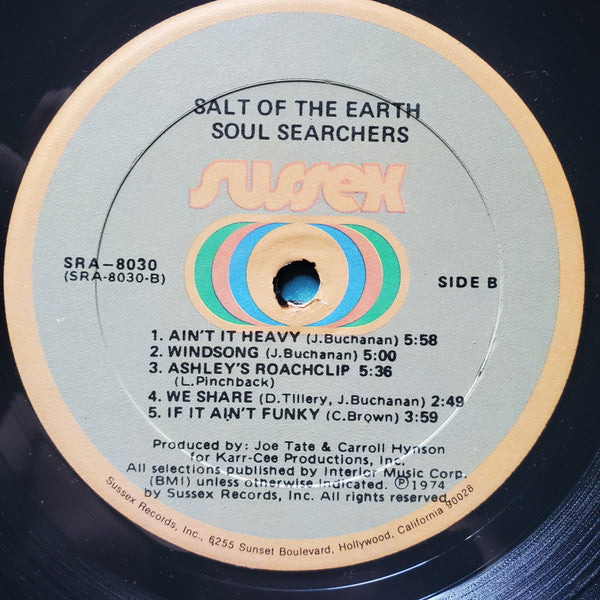 SALT OF THE EARTH
SOUL SEARCHERS
sussex
SRA-8030
(SRA-8030-B)
SIDE B
1. AIN'T IT HEAVY (J.Buchanan) 5:58
2. WINDSONG (J.Buchanan) 5:00
3. ASHLEY'S ROACHCLIP 5:36
(L.Pinchback)
4. WE SHARE (D.Tillery, J.Buchanan) 2:49
5. IF IT AIN'T FUNKY (C.Brown) 3:59
Produced by: Joe Tate & Carroll Hynson
for Karr-Cee Productions, Inc.
All selections published by Interior Music Corp.
(BMI) unless otherwise indicated. ℗ 1974
by Sussex Records, Inc. All rights reserved.
Sussex Records, Inc., 6255 Sunset Boulevard, Hollywood, California 90028